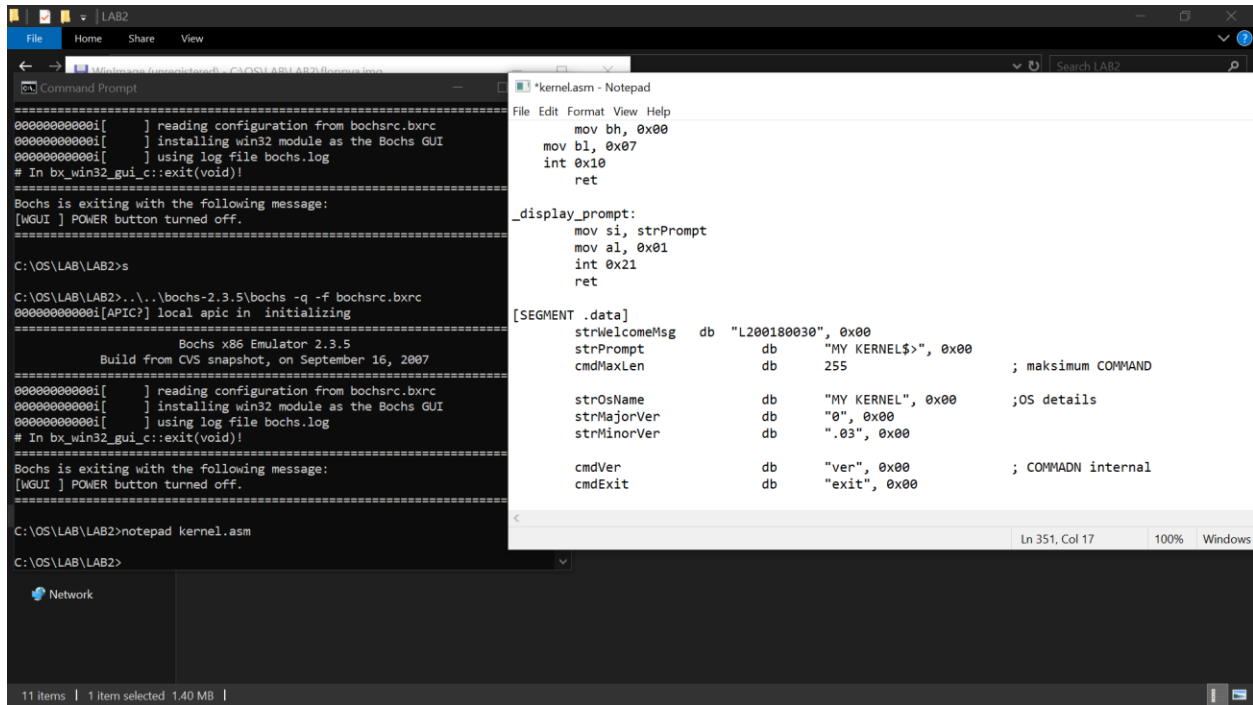 LAB2
File Home Share View
WinImage (unregistered) - C:\OS\LAB\LAB2\floppya.img
Search LAB2
Command Prompt
================================================================
00000000000i[     ] reading configuration from bochsrc.bxrc
00000000000i[     ] installing win32 module as the Bochs GUI
00000000000i[     ] using log file bochs.log
# In bx_win32_gui_c::exit(void)!
================================================================
Bochs is exiting with the following message:
[WGUI ] POWER button turned off.
================================================================
C:\OS\LAB\LAB2>s
C:\OS\LAB\LAB2>..\..\bochs-2.3.5\bochs -q -f bochsrc.bxrc
00000000000i[APIC?] local apic in  initializing
================================================================
Bochs x86 Emulator 2.3.5
Build from CVS snapshot, on September 16, 2007
================================================================
00000000000i[     ] reading configuration from bochsrc.bxrc
00000000000i[     ] installing win32 module as the Bochs GUI
00000000000i[     ] using log file bochs.log
# In bx_win32_gui_c::exit(void)!
================================================================
Bochs is exiting with the following message:
[WGUI ] POWER button turned off.
================================================================
C:\OS\LAB\LAB2>notepad kernel.asm
C:\OS\LAB\LAB2>
*kernel.asm - Notepad
File Edit Format View Help
mov bh, 0x00
mov bl, 0x07
int 0x10
ret
_display_prompt:
mov si, strPrompt
mov al, 0x01
int 0x21
ret
[SEGMENT .data]
strWelcomeMsg   db   "L200180030", 0x00
strPrompt   db   "MY KERNEL$>", 0x00
cmdMaxLen   db   255   ; maksimum COMMAND
strOsName   db   "MY KERNEL", 0x00   ;OS details
strMajorVer   db   "0", 0x00
strMinorVer   db   ".03", 0x00
cmdVer   db   "ver", 0x00   ; COMMADN internal
cmdExit   db   "exit", 0x00
Ln 351, Col 17   100%   Windows
Network
11 items   1 item selected 1.40 MB